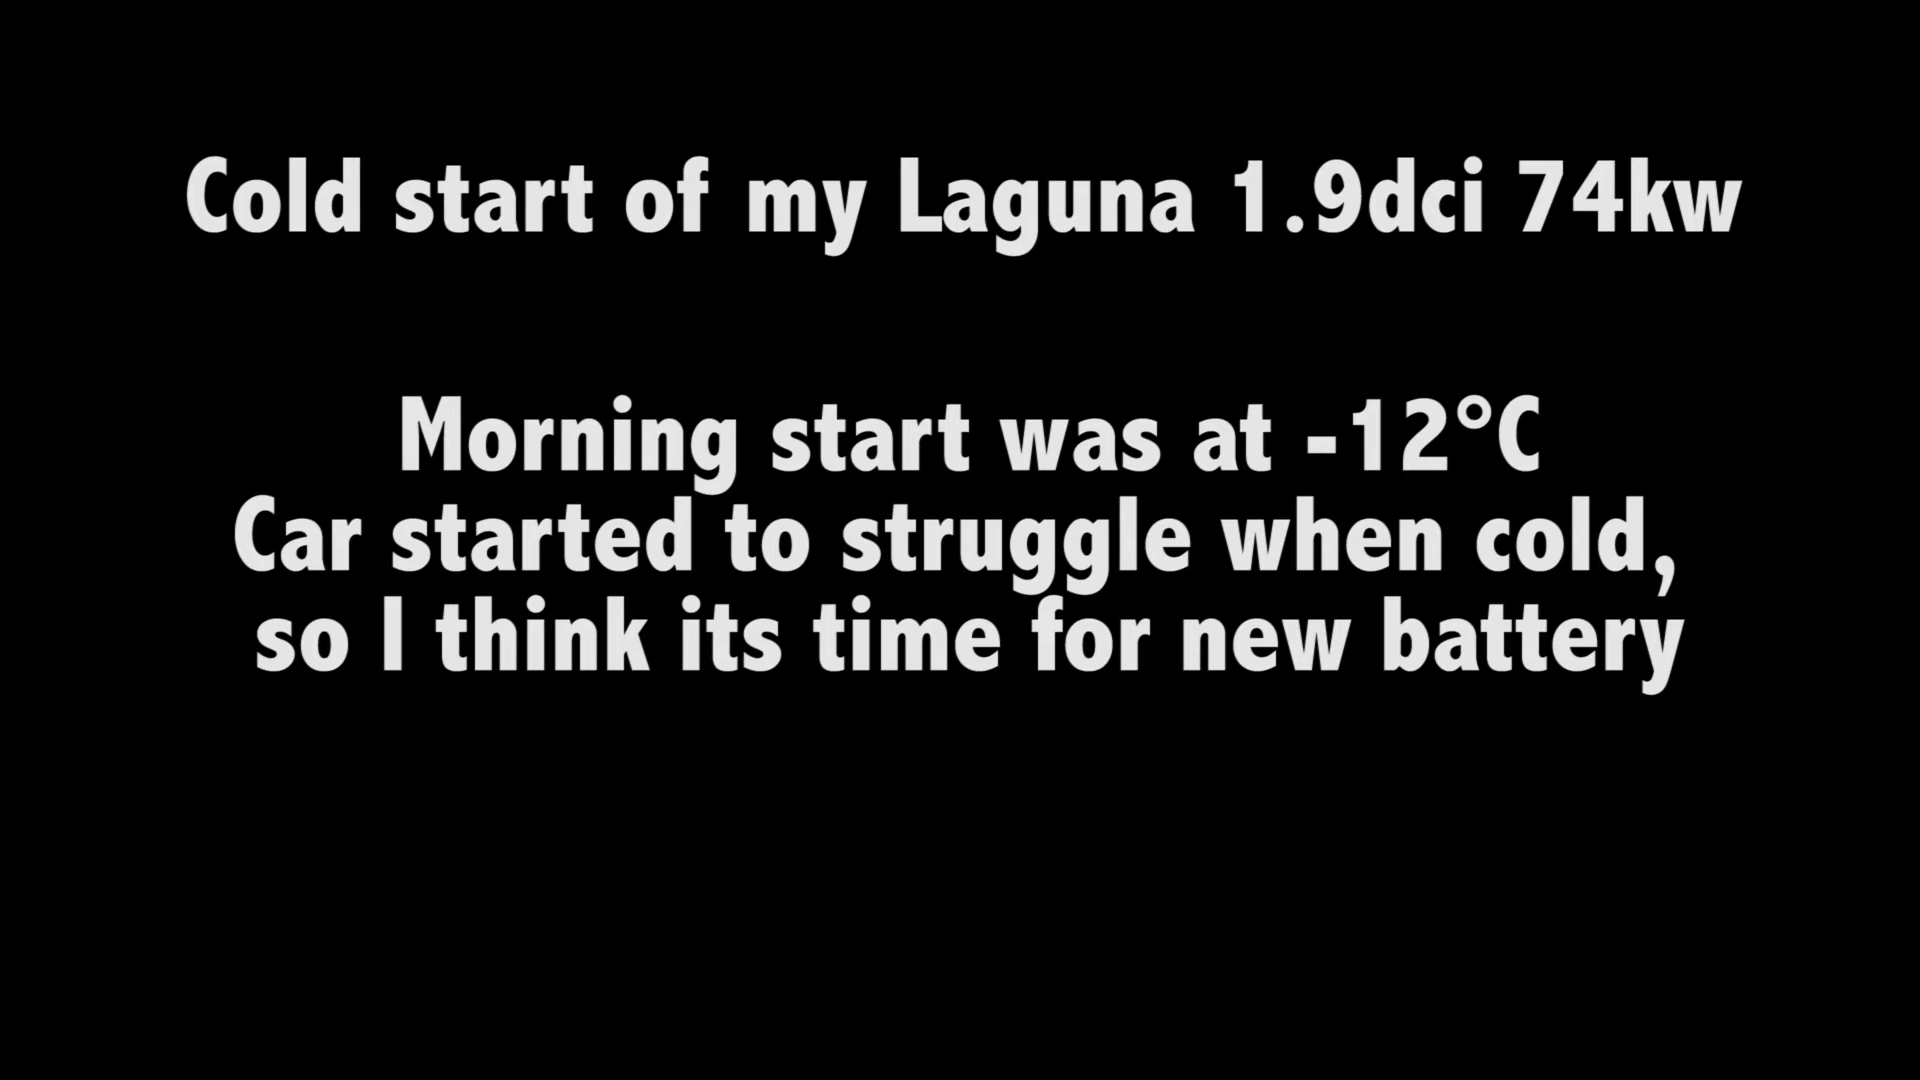 Cold start of my Laguna 1.9dci 74kw
Morning start was at -12°C
Car started to struggle when cold,
so I think its time for new battery